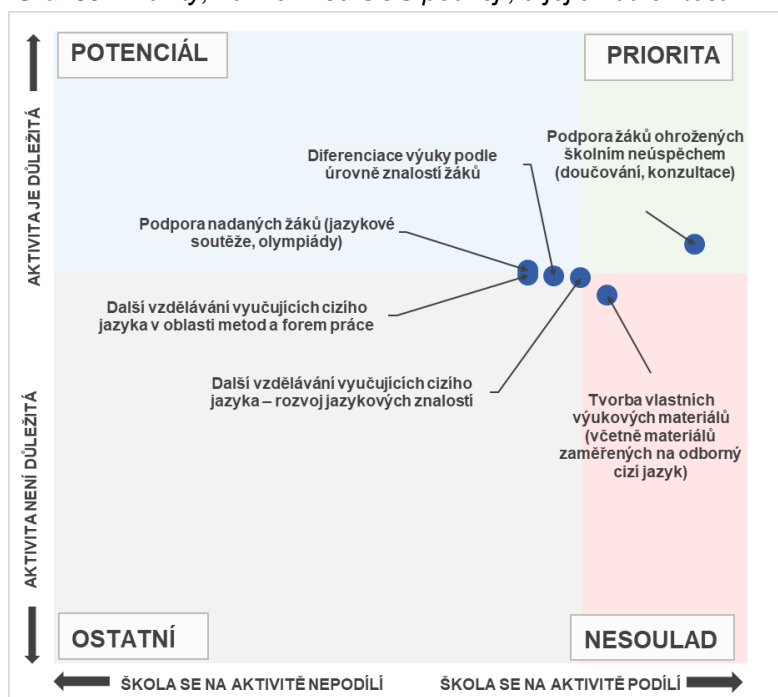 POTENCIÁL
PRIORITA
AKTIVITA JE DŮLEŽITÁ
Podpora žáků ohrožených
školním neúspěchem
(doučování, konzultace)
Diferenciace výuky podle
úrovně znalostí žáků
Podpora nadaných žáků (jazykové
soutěže, olympiády)
Další vzdělávání vyučujících cizího
jazyka v oblasti metod a forem práce
Další vzdělávání vyučujících cizího
jazyka – rozvoj jazykových znalostí
Tvorba vlastních
výukových materiálů
(včetně materiálů
zaměřených na odborný
cizí jazyk)
AKTIVITA NENÍ DŮLEŽITÁ
OSTATNÍ
NESOULAD
ŠKOLA SE NA AKTIVITĚ NEPODÍLÍ
ŠKOLA SE NA AKTIVITĚ PODÍLÍ